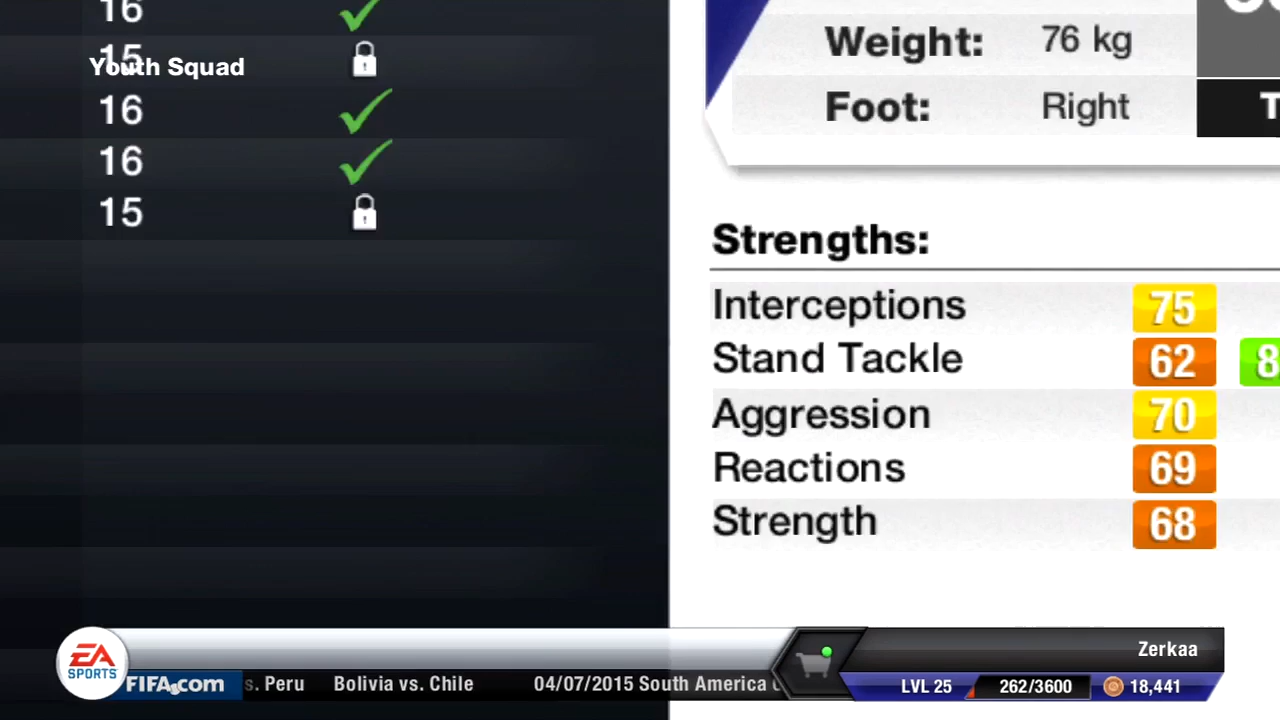 16
15
Youth Squad
16
16
15
Weight: 76 kg
Foot: Right
T
Strengths:
Interceptions 75
Stand Tackle 62 8
Aggression 70
Reactions 69
Strength 68
EA
SPORTS
Zerkaa
FIFA.com s. Peru Bolivia vs. Chile 04/07/2015 South America
LVL 25 262/3600 18,441